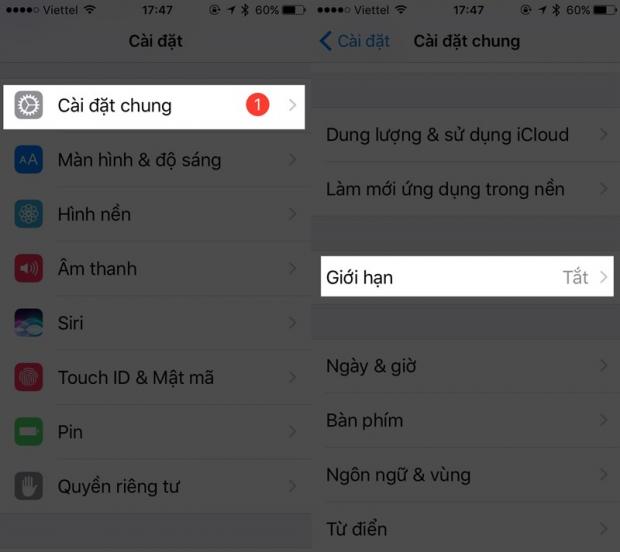 Viettel 17:47 60%
Cài đặt
Cài đặt chung 1
Màn hình & độ sáng
Hình nền
Âm thanh
Siri
Touch ID & Mật mã
Pin
Quyền riêng tư
Viettel 17:47 60%
Cài đặt Cài đặt chung
Dung lượng & sử dụng iCloud
Làm mới ứng dụng trong nền
Giới hạn Tắt
Ngày & giờ
Bàn phím
Ngôn ngữ & vùng
Từ điển